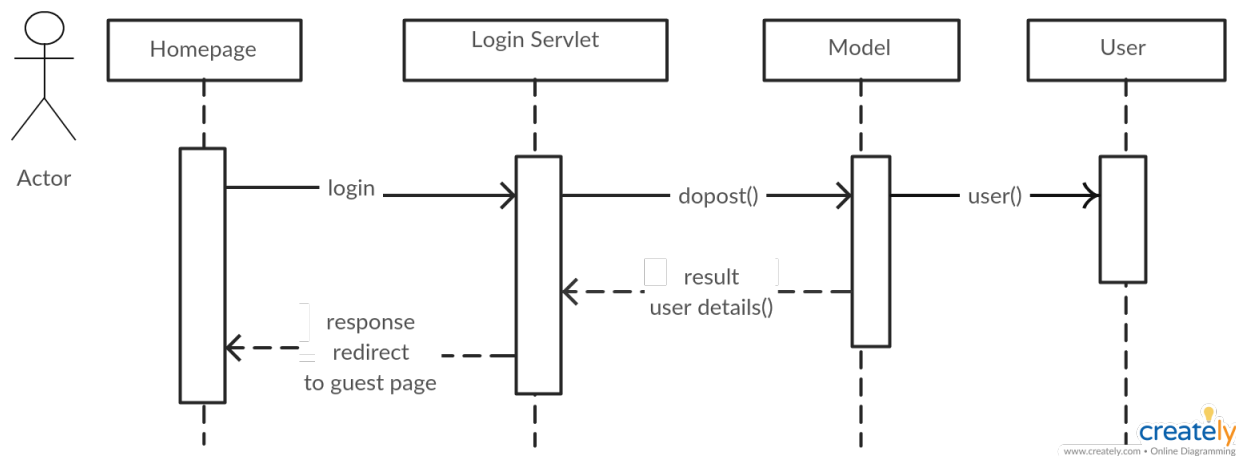 Homepage
Login Servlet
Model
User
Actor
login
dopost()
user()
result
user details()
response
redirect
to guest page
creately
www.creately.com • Online Diagramming